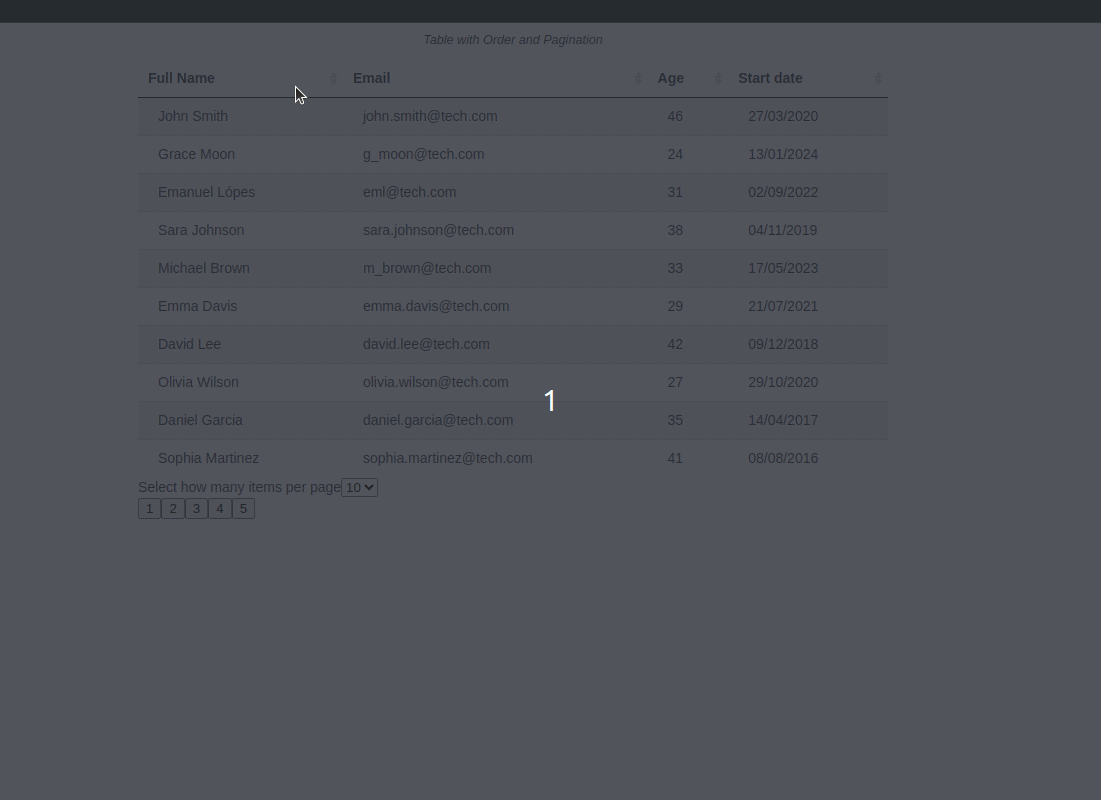 Table with Order and Pagination
Full Name Email Age Start date
John Smith john.smith@tech.com 46 27/03/2020
Grace Moon g_moon@tech.com 24 13/01/2024
Emanuel Lópes eml@tech.com 31 02/09/2022
Sara Johnson sara.johnson@tech.com 38 04/11/2019
Michael Brown m_brown@tech.com 33 17/05/2023
Emma Davis emma.davis@tech.com 29 21/07/2021
David Lee david.lee@tech.com 42 09/12/2018
Olivia Wilson olivia.wilson@tech.com 27 29/10/2020
1
Daniel Garcia daniel.garcia@tech.com 35 14/04/2017
Sophia Martinez sophia.martinez@tech.com 41 08/08/2016
Select how many items per page 10
1 2 3 4 5